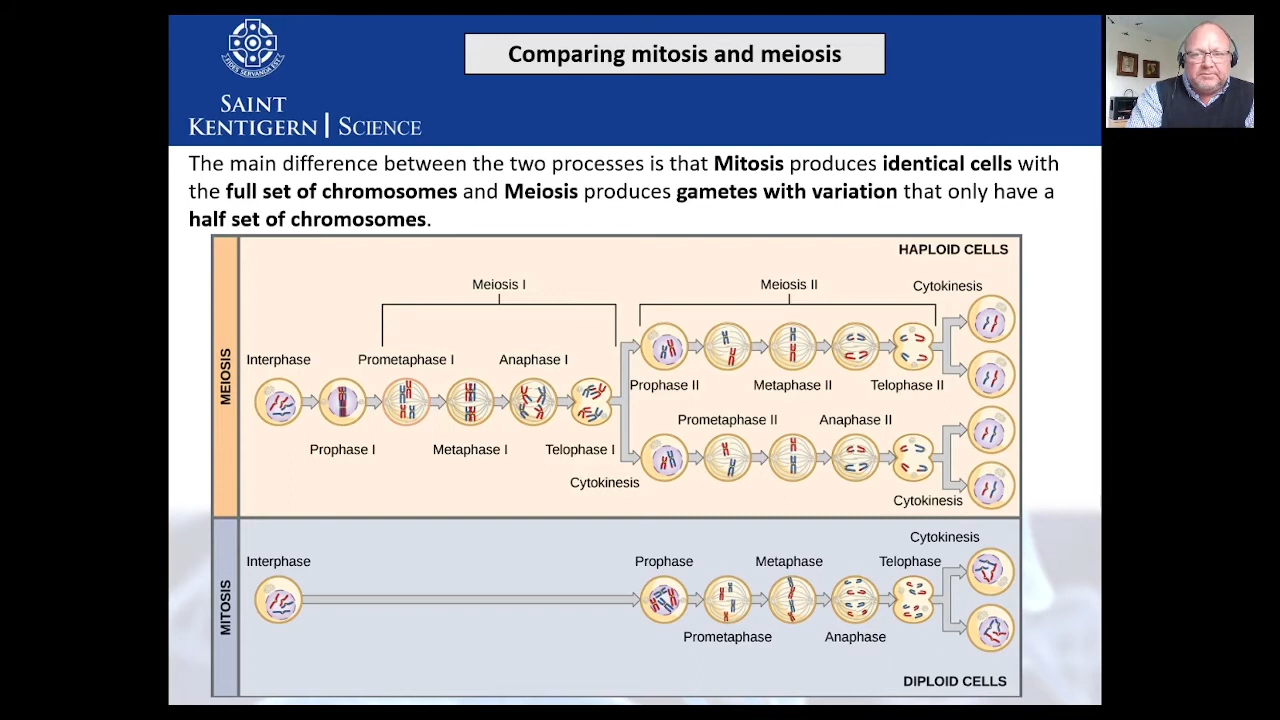 Comparing mitosis and meiosis
FIDES SERVANDA EST
SAINT
KENTIGERN | SCIENCE
The main difference between the two processes is that Mitosis produces identical cells with
the full set of chromosomes and Meiosis produces gametes with variation that only have a
half set of chromosomes.
HAPLOID CELLS
MEIOSIS
Meiosis I
Meiosis II
Cytokinesis
Interphase
Prometaphase I
Anaphase I
Prophase II
Metaphase II
Telophase II
Prometaphase II
Anaphase II
Prophase I
Metaphase I
Telophase I
Cytokinesis
Cytokinesis
MITOSIS
Cytokinesis
Interphase
Prophase
Metaphase
Telophase
Prometaphase
Anaphase
DIPLOID CELLS